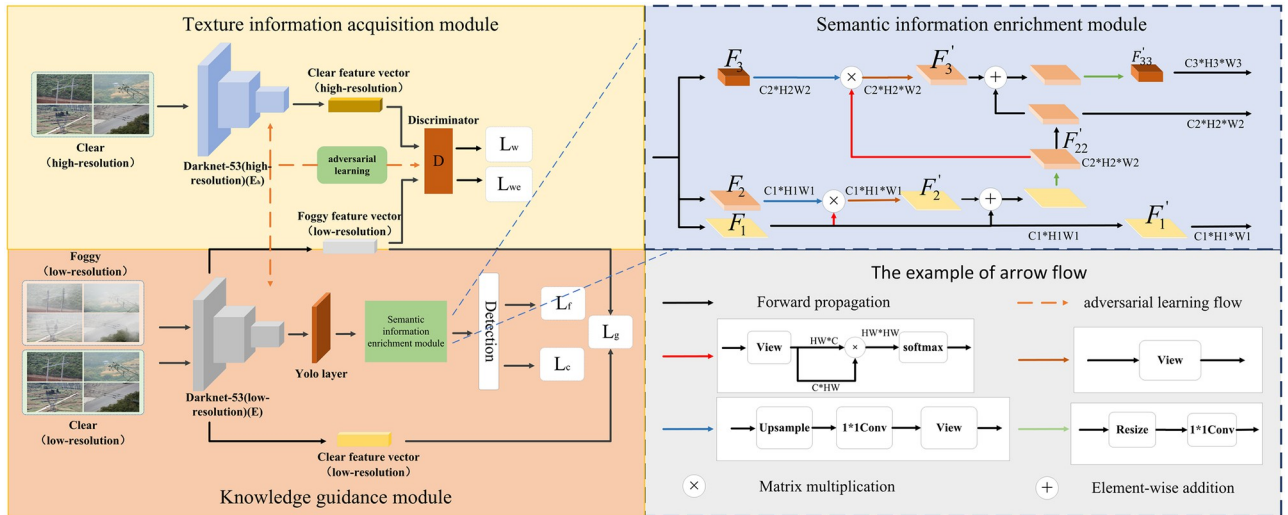 Texture information acquisition module
Clear
(high-resolution)
Darknet-53(high-
resolution)(Eₕ)
Clear feature vector
(high-resolution)
adversarial
learning
Discriminator
D
Lw
Lwe
Foggy feature vector
(low-resolution)
Foggy
(low-resolution)
Clear
(low-resolution)
Darknet-53(low-
resolution)(E)
Yolo layer
Semantic
information
enrichment module
Detection
Lf
Lc
Lg
Clear feature vector
(low-resolution)
Knowledge guidance module
Semantic information enrichment module
F3
C2*H2W2
×
C2*H2*W2
F3'
+
F33'
C3*H3*W3
C2*H2*W2
F22'
C2*H2*W2
F2
C1*H1W1
×
C1*H1*W1
F2'
+
F1
C1*H1W1
F1'
C1*H1*W1
The example of arrow flow
Forward propagation
adversarial learning flow
View
HW*C
C*HW
×
HW*HW
softmax
View
Upsample
1*1Conv
View
Resize
1*1Conv
×
Matrix multiplication
+
Element-wise addition